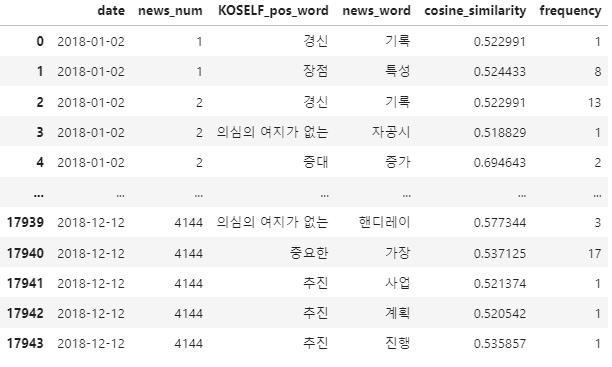 date news_num KOSELF_pos_word news_word cosine_similarity frequency
0 2018-01-02 1 경신 기록 0.522991 1
1 2018-01-02 1 장점 특성 0.524433 8
2 2018-01-02 2 경신 기록 0.522991 13
3 2018-01-02 2 의심의 여지가 없는 자공시 0.518829 1
4 2018-01-02 2 증대 증가 0.694643 2
... ... ... ... ... ... ...
17939 2018-12-12 4144 의심의 여지가 없는 핸디레이 0.577344 3
17940 2018-12-12 4144 중요한 가장 0.537125 17
17941 2018-12-12 4144 추진 사업 0.521374 1
17942 2018-12-12 4144 추진 계획 0.520542 1
17943 2018-12-12 4144 추진 진행 0.535857 1